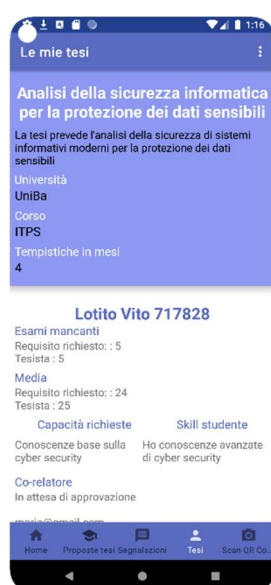 1:16
Le mie tesi
Analisi della sicurezza informatica
per la protezione dei dati sensibili
La tesi prevede l'analisi della sicurezza di sistemi
informativi moderni per la protezione dei dati
sensibili
Università
UniBa
Corso
ITPS
Tempistiche in mesi
4
Lotito Vito 717828
Esami mancanti
Requisito richiesto: : 5
Tesista : 5
Media
Requisito richiesto: : 24
Tesista : 25
Capacità richieste
Conoscenze base sulla
cyber security
Skill studente
Ho conoscenze avanzate
di cyber security
Co-relatore
In attesa di approvazione
Home Proposte tesi Segnalazioni Tesi Scan QR Co...